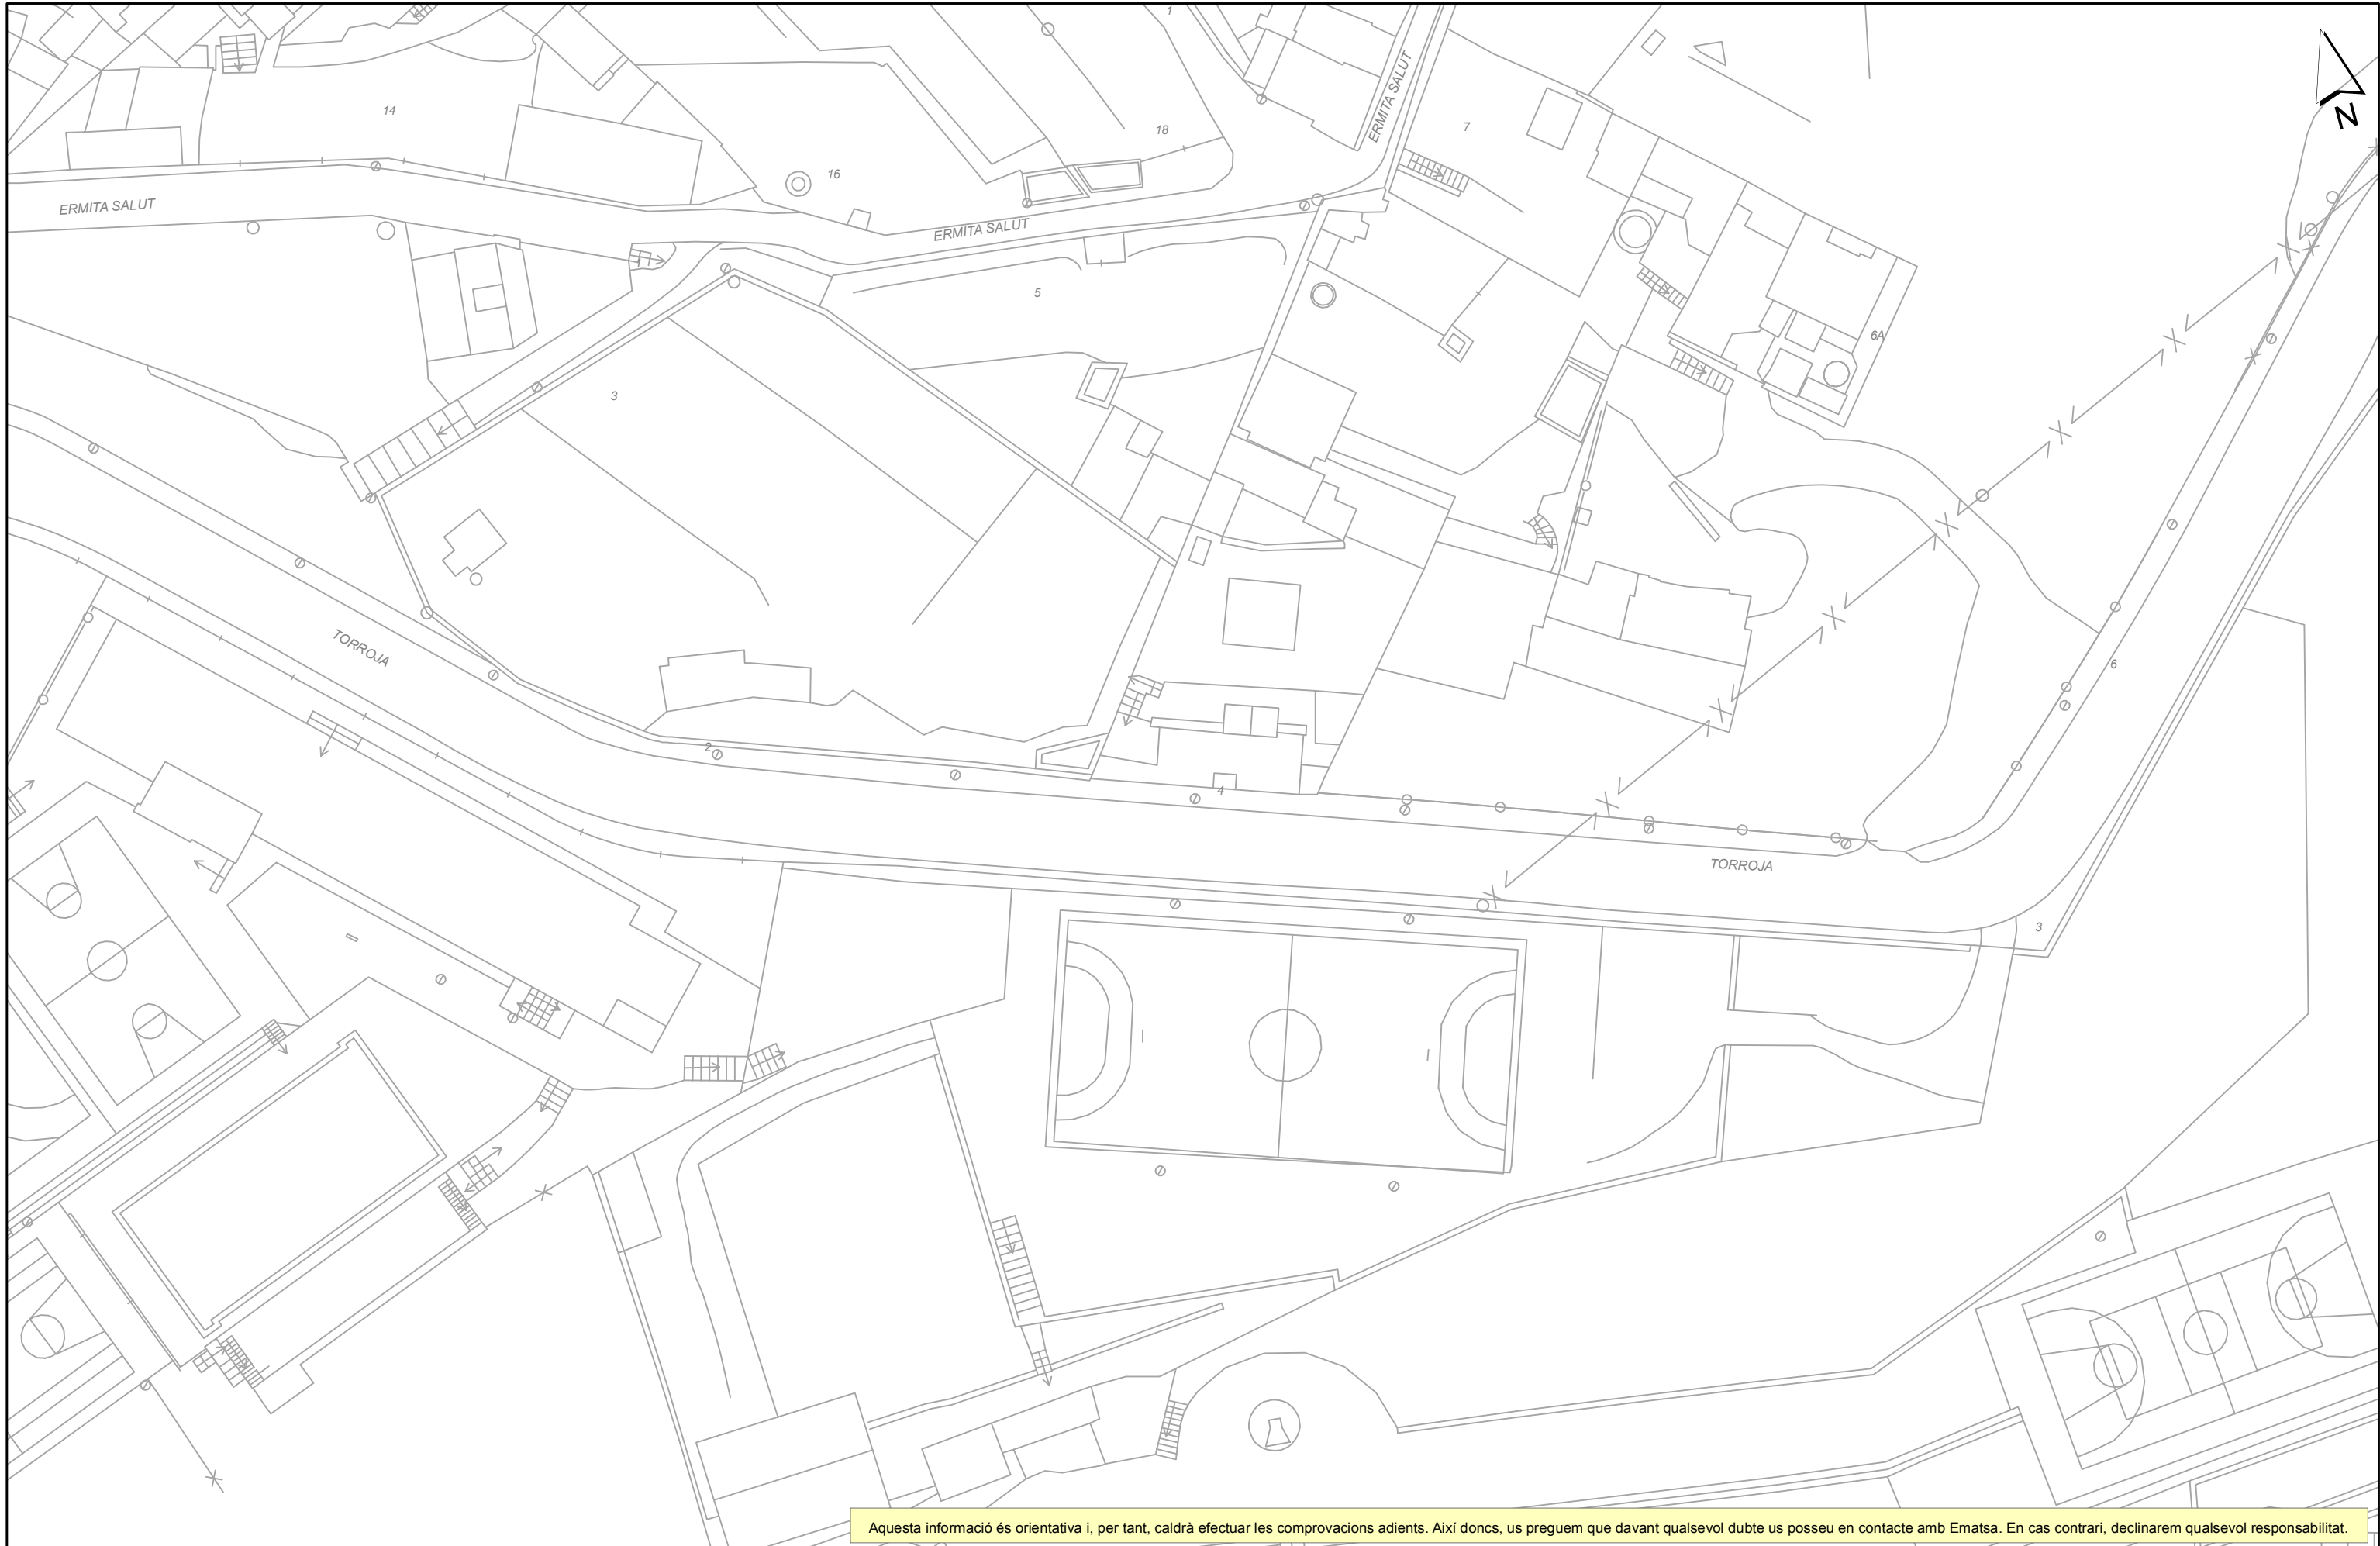 1
ERMITA SALUT
14
18
7
N
16
ERMITA SALUT
ERMITA SALUT
5
6A
3
TORROJA
6
2
4
TORROJA
3
Aquesta informació és orientativa i, per tant, caldrà efectuar les comprovacions adients. Així doncs, us preguem que davant qualsevol dubte us posseu en contacte amb Ematsa. En cas contrari, declinarem qualsevol responsabilitat.